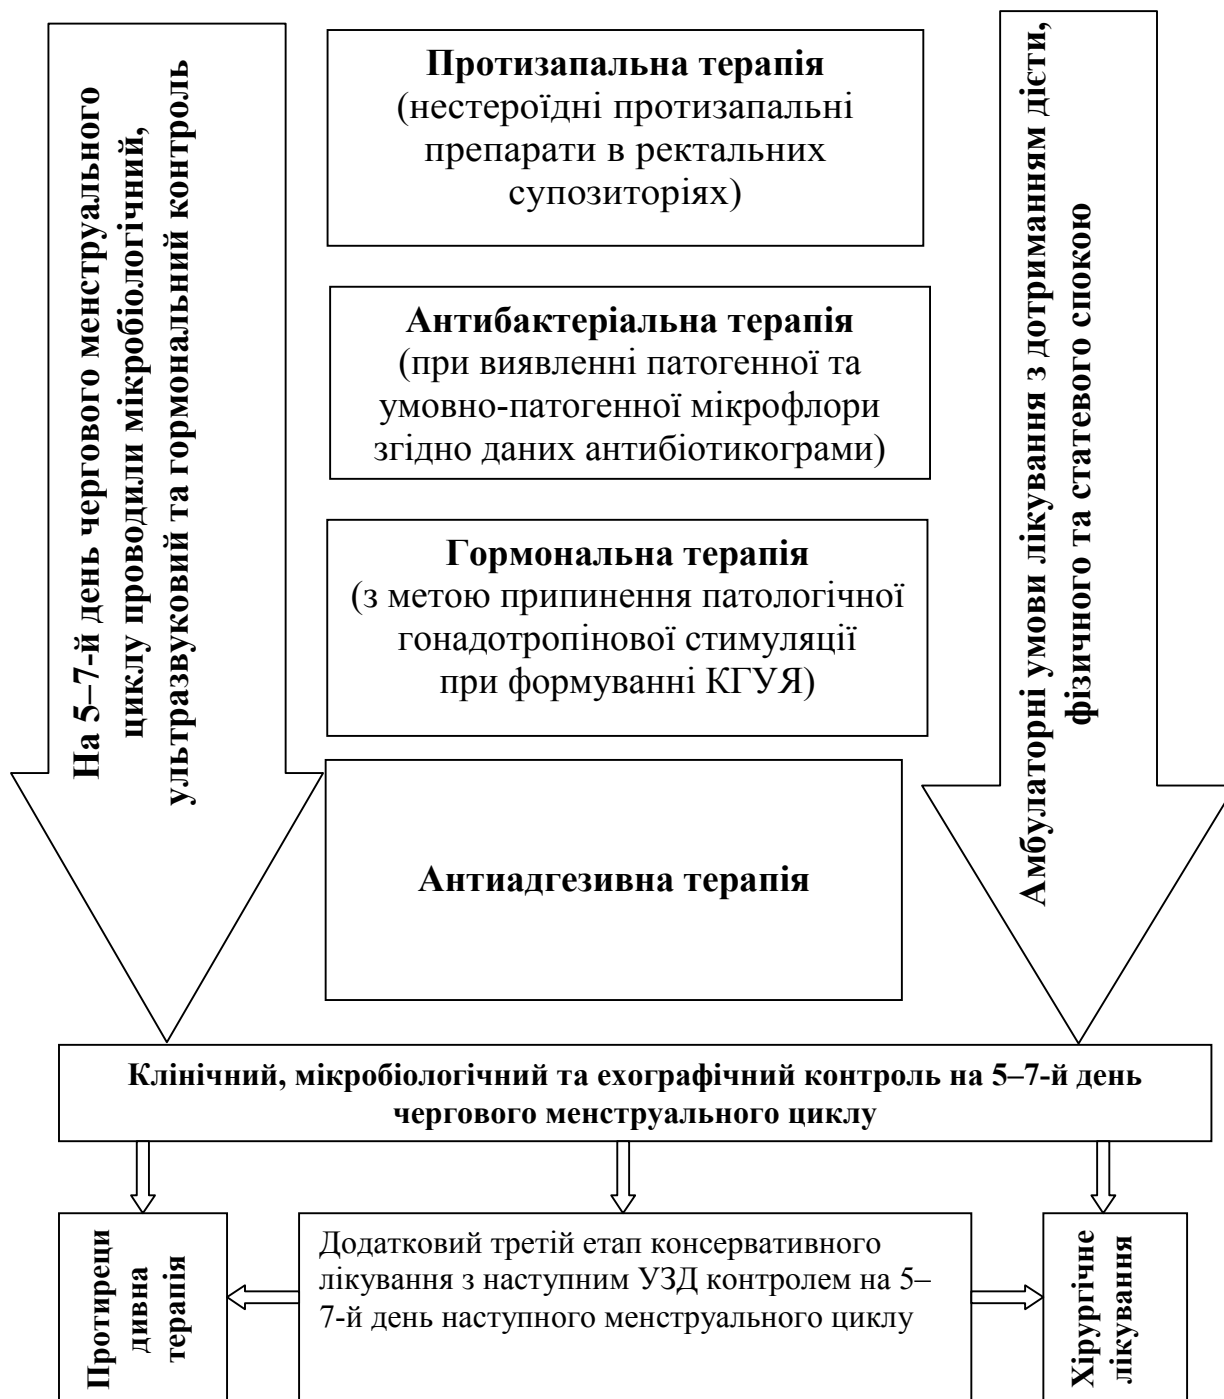 На 5–7-й день чергового менструального
циклу проводили мікробіологічний,
ультразвуковий та гормональний контроль
Протизапальна терапія
(нестероїдні протизапальні
препарати в ректальних
супозиторіях)
Антибактеріальна терапія
(при виявленні патогенної та
умовно-патогенної мікрофлори
згідно даних антибіотикограми)
Гормональна терапія
(з метою припинення патологічної
гонадотропінової стимуляції
при формуванні КГУЯ)
Антиадгезивна терапія
Амбулаторні умови лікування з дотриманням дієти,
фізичного та статевого спокою
Клінічний, мікробіологічний та ехографічний контроль на 5–7-й день
чергового менструального циклу
Протиреци
дивна
терапія
Додатковий третій етап консервативного
лікування з наступним УЗД контролем на 5–
7-й день наступного менструального циклу
Хірургічне
лікування